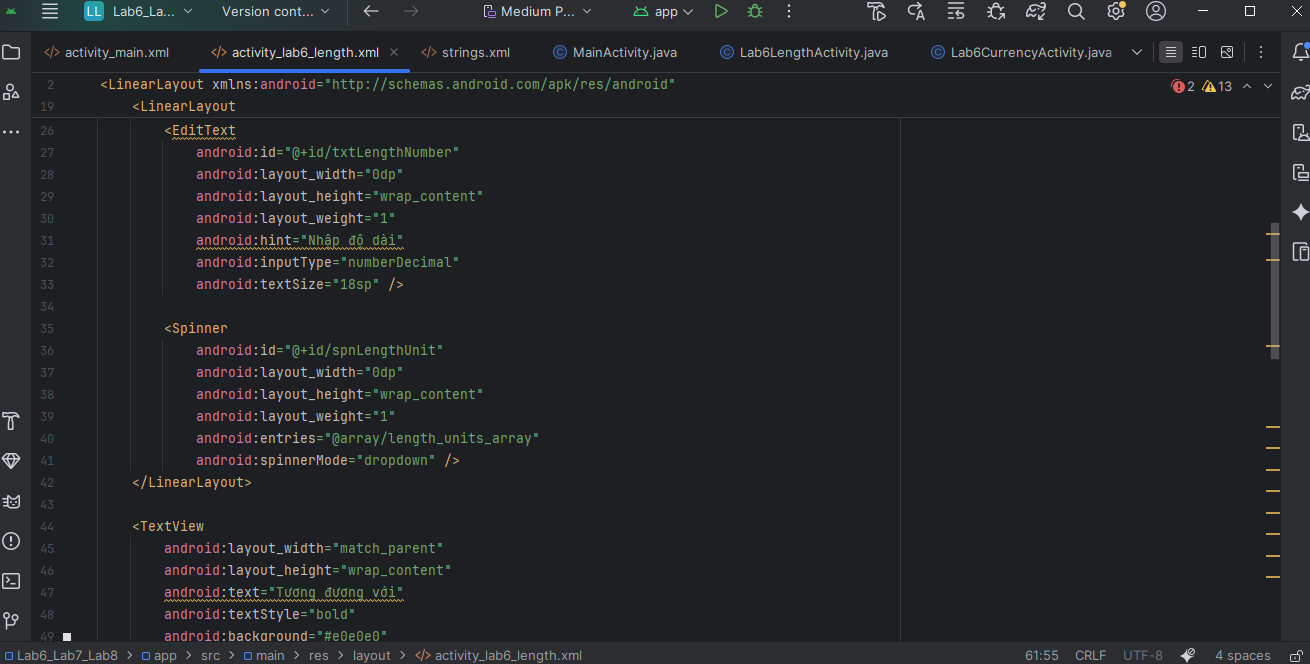 LL Lab6_La... Version cont... Medium P... app
activity_main.xml activity_lab6_length.xml strings.xml MainActivity.java Lab6LengthActivity.java Lab6CurrencyActivity.java
2 <LinearLayout xmlns:android="http://schemas.android.com/apk/res/android" 2 13
19 <LinearLayout
26 <EditText
27 android:id="@+id/txtLengthNumber"
28 android:layout_width="0dp"
29 android:layout_height="wrap_content"
30 android:layout_weight="1"
31 android:hint="Nhập độ dài"
32 android:inputType="numberDecimal"
33 android:textSize="18sp" />
34
35 <Spinner
36 android:id="@+id/spnLengthUnit"
37 android:layout_width="0dp"
38 android:layout_height="wrap_content"
39 android:layout_weight="1"
40 android:entries="@array/length_units_array"
41 android:spinnerMode="dropdown" />
42 </LinearLayout>
43
44 <TextView
45 android:layout_width="match_parent"
46 android:layout_height="wrap_content"
47 android:text="Tương đương với"
48 android:textStyle="bold"
49 android:background="#e0e0e0"
Lab6_Lab7_Lab8 > app > src > main > res > layout > activity_lab6_length.xml 61:55 CRLF UTF-8 4 spaces